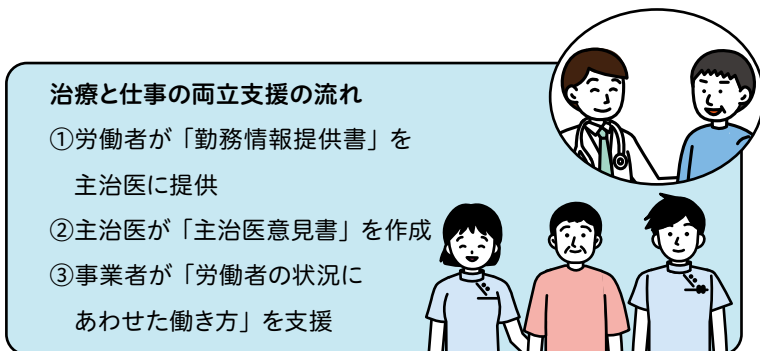 治療と仕事の両立支援の流れ
①労働者が「勤務情報提供書」を
主治医に提供
②主治医が「主治医意見書」を作成
③事業者が「労働者の状況に
あわせた働き方」を支援